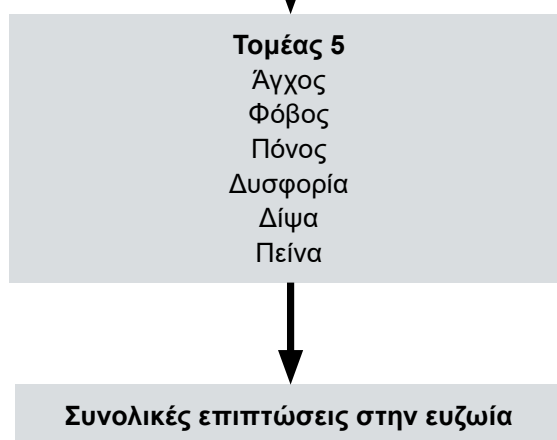 Τομέας 5
Άγχος
Φόβος
Πόνος
Δυσφορία
Δίψα
Πείνα
Συνολικές επιπτώσεις στην ευζωία